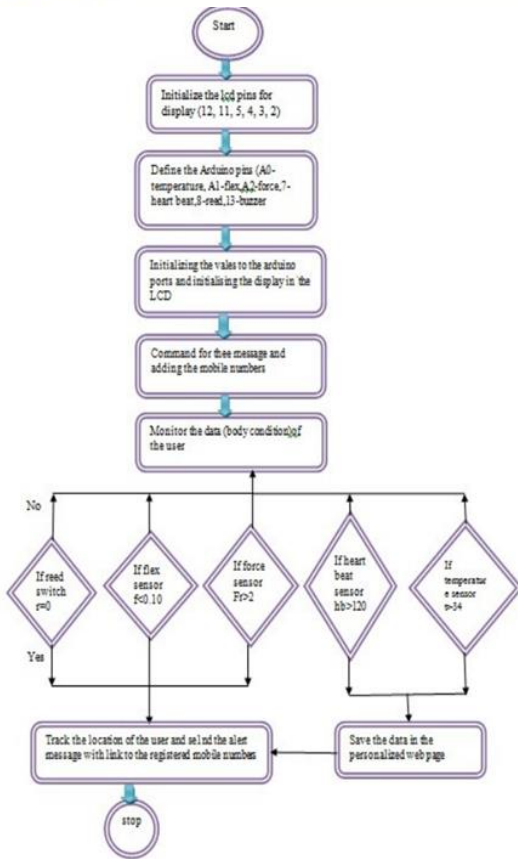 Start
Initialize the lcd pins for
display (12, 11, 5, 4, 3, 2)
Define the Arduino pins (A0-
temperature, A1-flex,A2-force,7-
heart beat,8-reed,13-buzzer
Initializing the vales to the arduino
ports and initialising the display in the
LCD
Command for thee message and
adding the mobile numbers
Monitor the data (body condition)of
the user
No
If reed
switch
r=0
If flex
sensor
f<0.10
If force
sensor
Fr>2
If heart
beat
sensor
hb>120
If
temperatur
e sensor
Yes
Track the location of the user and selnd the alert
message with link to the registered mobile numbers
Save the data in the
personalized web page
stop